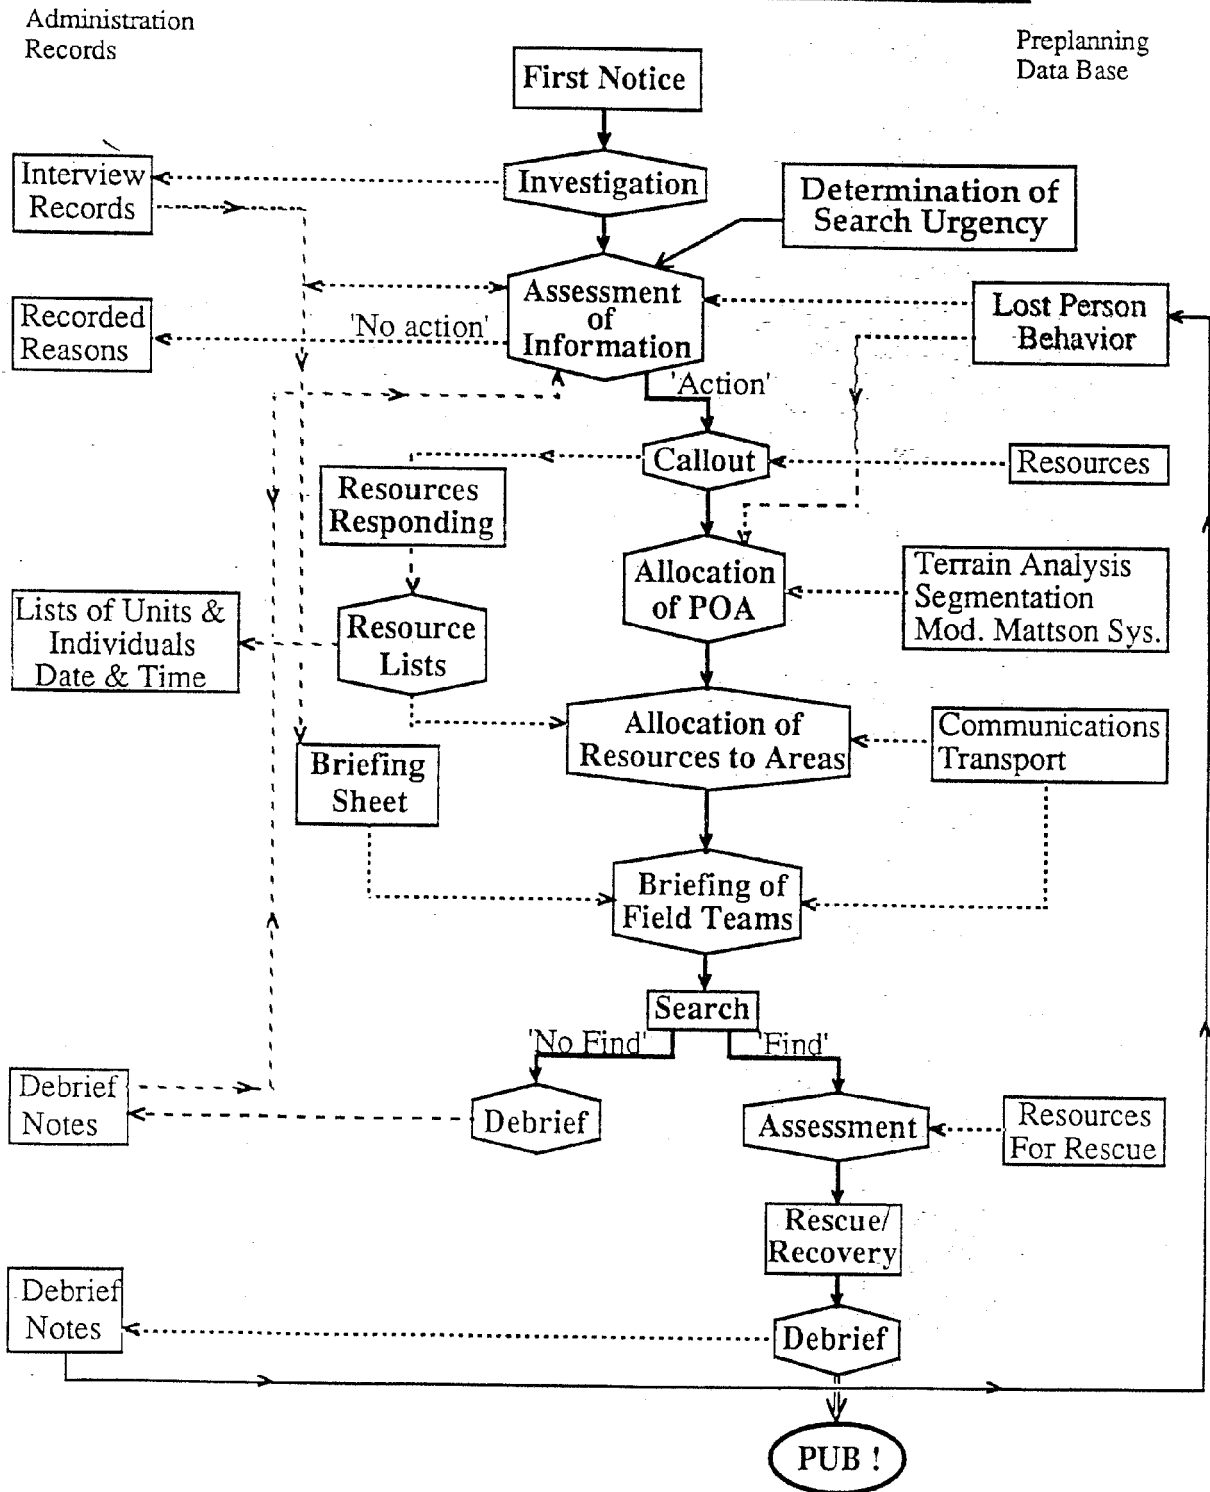 Administration
Records
Preplanning
Data Base
First Notice
Investigation
Interview
Records
Determination of
Search Urgency
Assessment
of
Information
Recorded
Reasons
'No action'
Lost Person
Behavior
'Action'
Callout
Resources
Resources
Responding
Allocation
of POA
Terrain Analysis
Segmentation
Mod. Mattson Sys.
Lists of Units &
Individuals
Date & Time
Resource
Lists
Allocation of
Resources to Areas
Communications
Transport
Briefing
Sheet
Briefing of
Field Teams
Search
'No Find'
'Find'
Debrief
Notes
Debrief
Assessment
Resources
For Rescue
Rescue/
Recovery
Debrief
Notes
Debrief
PUB !